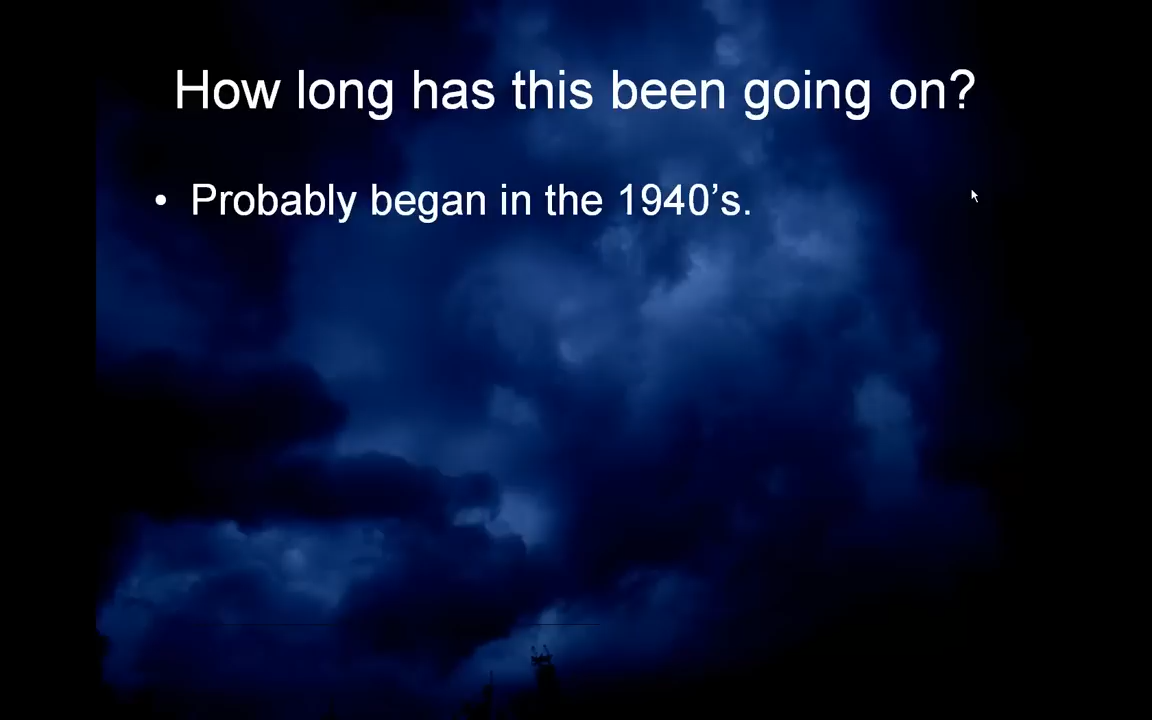 How long has this been going on?
• Probably began in the 1940’s.